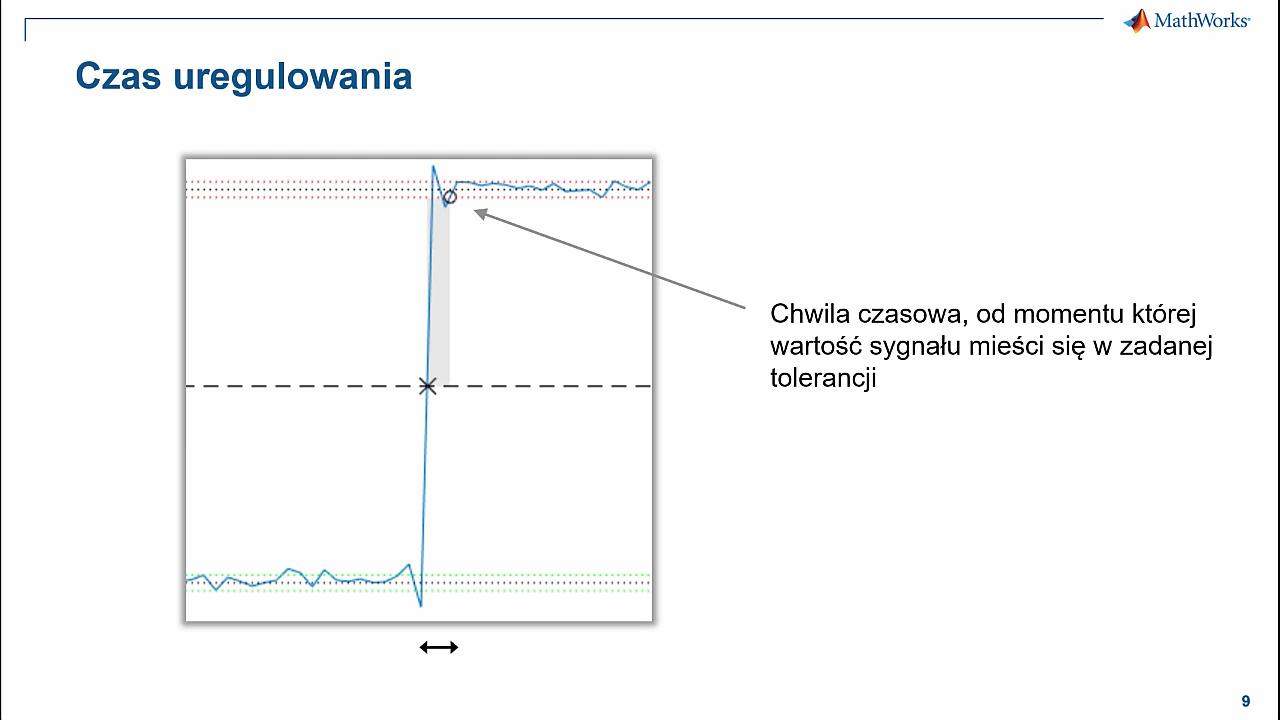 MathWorks®
Czas uregulowania
Chwila czasowa, od momentu której
wartość sygnału mieści się w zadanej
tolerancji
9